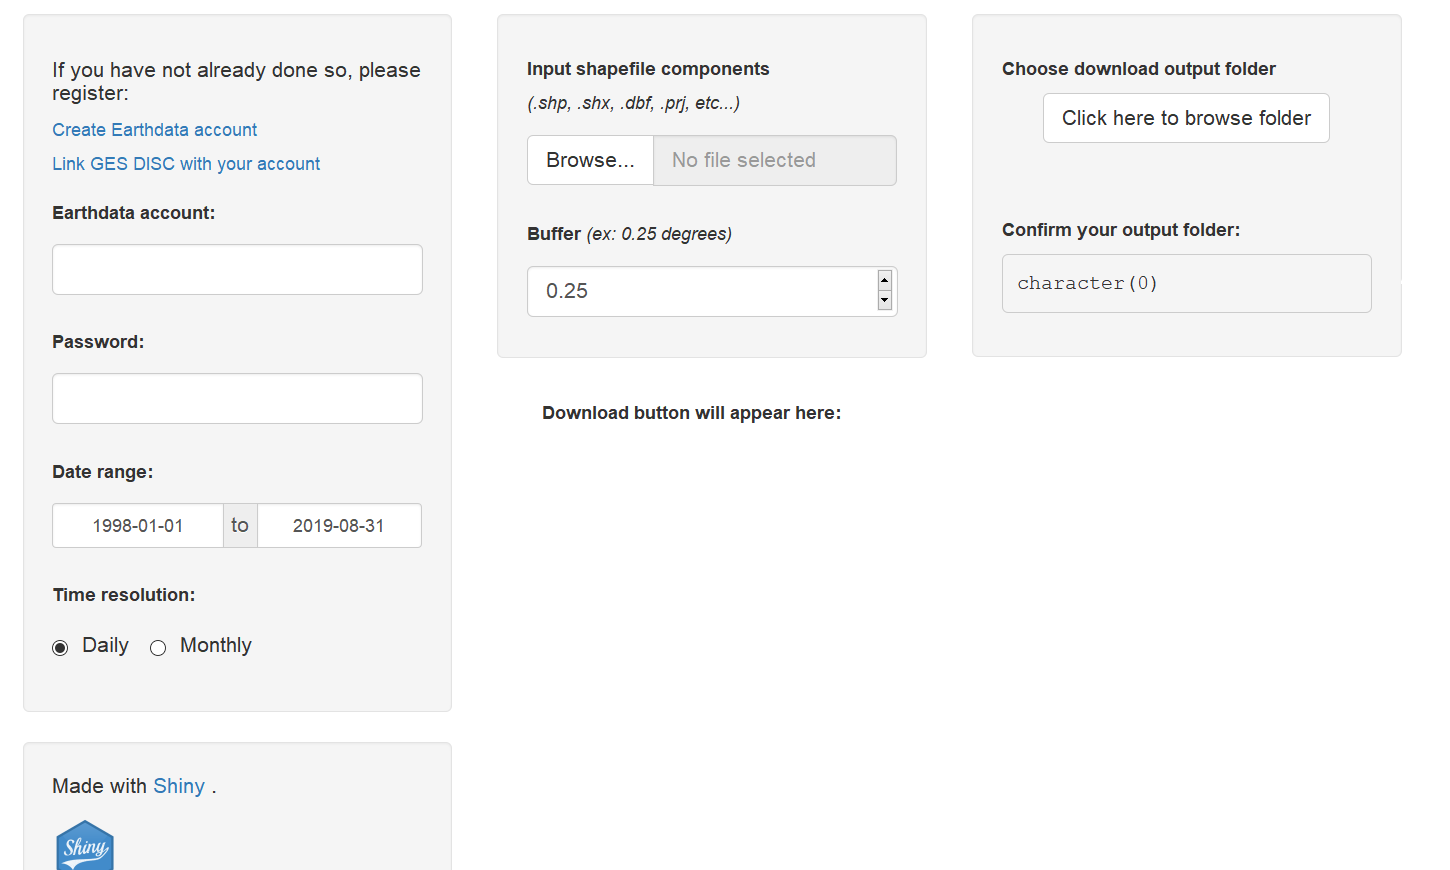 If you have not already done so, please
register:
Create Earthdata account
Link GES DISC with your account
Earthdata account:
Password:
Date range:
1998-01-01 to 2019-08-31
Time resolution:
Daily Monthly
Made with Shiny .
Shiny
Input shapefile components
(.shp, .shx, .dbf, .prj, etc...)
Browse... No file selected
Buffer (ex: 0.25 degrees)
0.25
Download button will appear here:
Choose download output folder
Click here to browse folder
Confirm your output folder:
character(0)